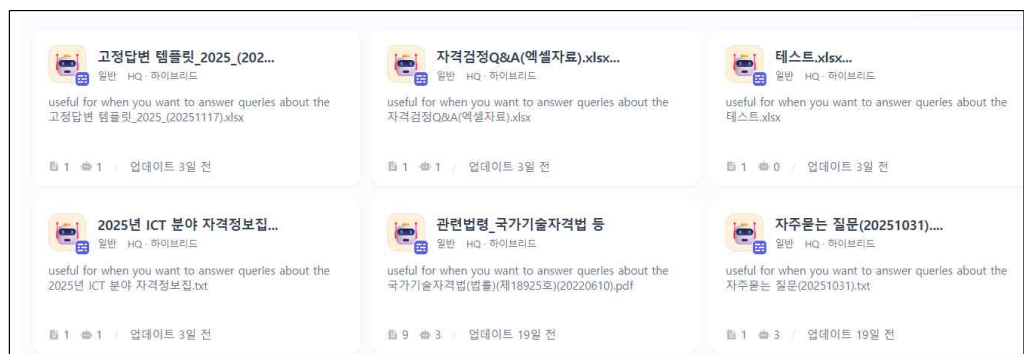 고정답변 템플릿_2025_(202...
일반 HQ · 하이브리드
useful for when you want to answer queries about the
고정답변 템플릿_2025_(20251117).xlsx
1 1 / 업데이트 3일 전
자격검정Q&A(엑셀자료).xlsx...
일반 HQ · 하이브리드
useful for when you want to answer queries about the
자격검정Q&A(엑셀자료).xlsx
1 1 / 업데이트 3일 전
테스트.xlsx...
일반 HQ · 하이브리드
useful for when you want to answer queries about the
테스트.xlsx
1 0 / 업데이트 3일 전
2025년 ICT 분야 자격정보집...
일반 HQ · 하이브리드
useful for when you want to answer queries about the
2025년 ICT 분야 자격정보집.txt
1 1 / 업데이트 3일 전
관련법령_국가기술자격법 등
일반 HQ · 하이브리드
useful for when you want to answer queries about the
국가기술자격법(법률)(제18925호)(20220610).pdf
9 3 / 업데이트 19일 전
자주묻는 질문(20251031)....
일반 HQ · 하이브리드
useful for when you want to answer queries about the
자주묻는 질문(20251031).txt
1 3 / 업데이트 19일 전